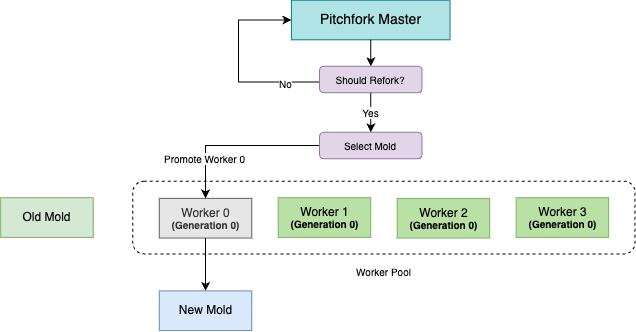 Pitchfork Master
Should Refork?
No
Yes
Select Mold
Promote Worker 0
Old Mold
Worker 0
(Generation 0)
Worker 1
(Generation 0)
Worker 2
(Generation 0)
Worker 3
(Generation 0)
Worker Pool
New Mold